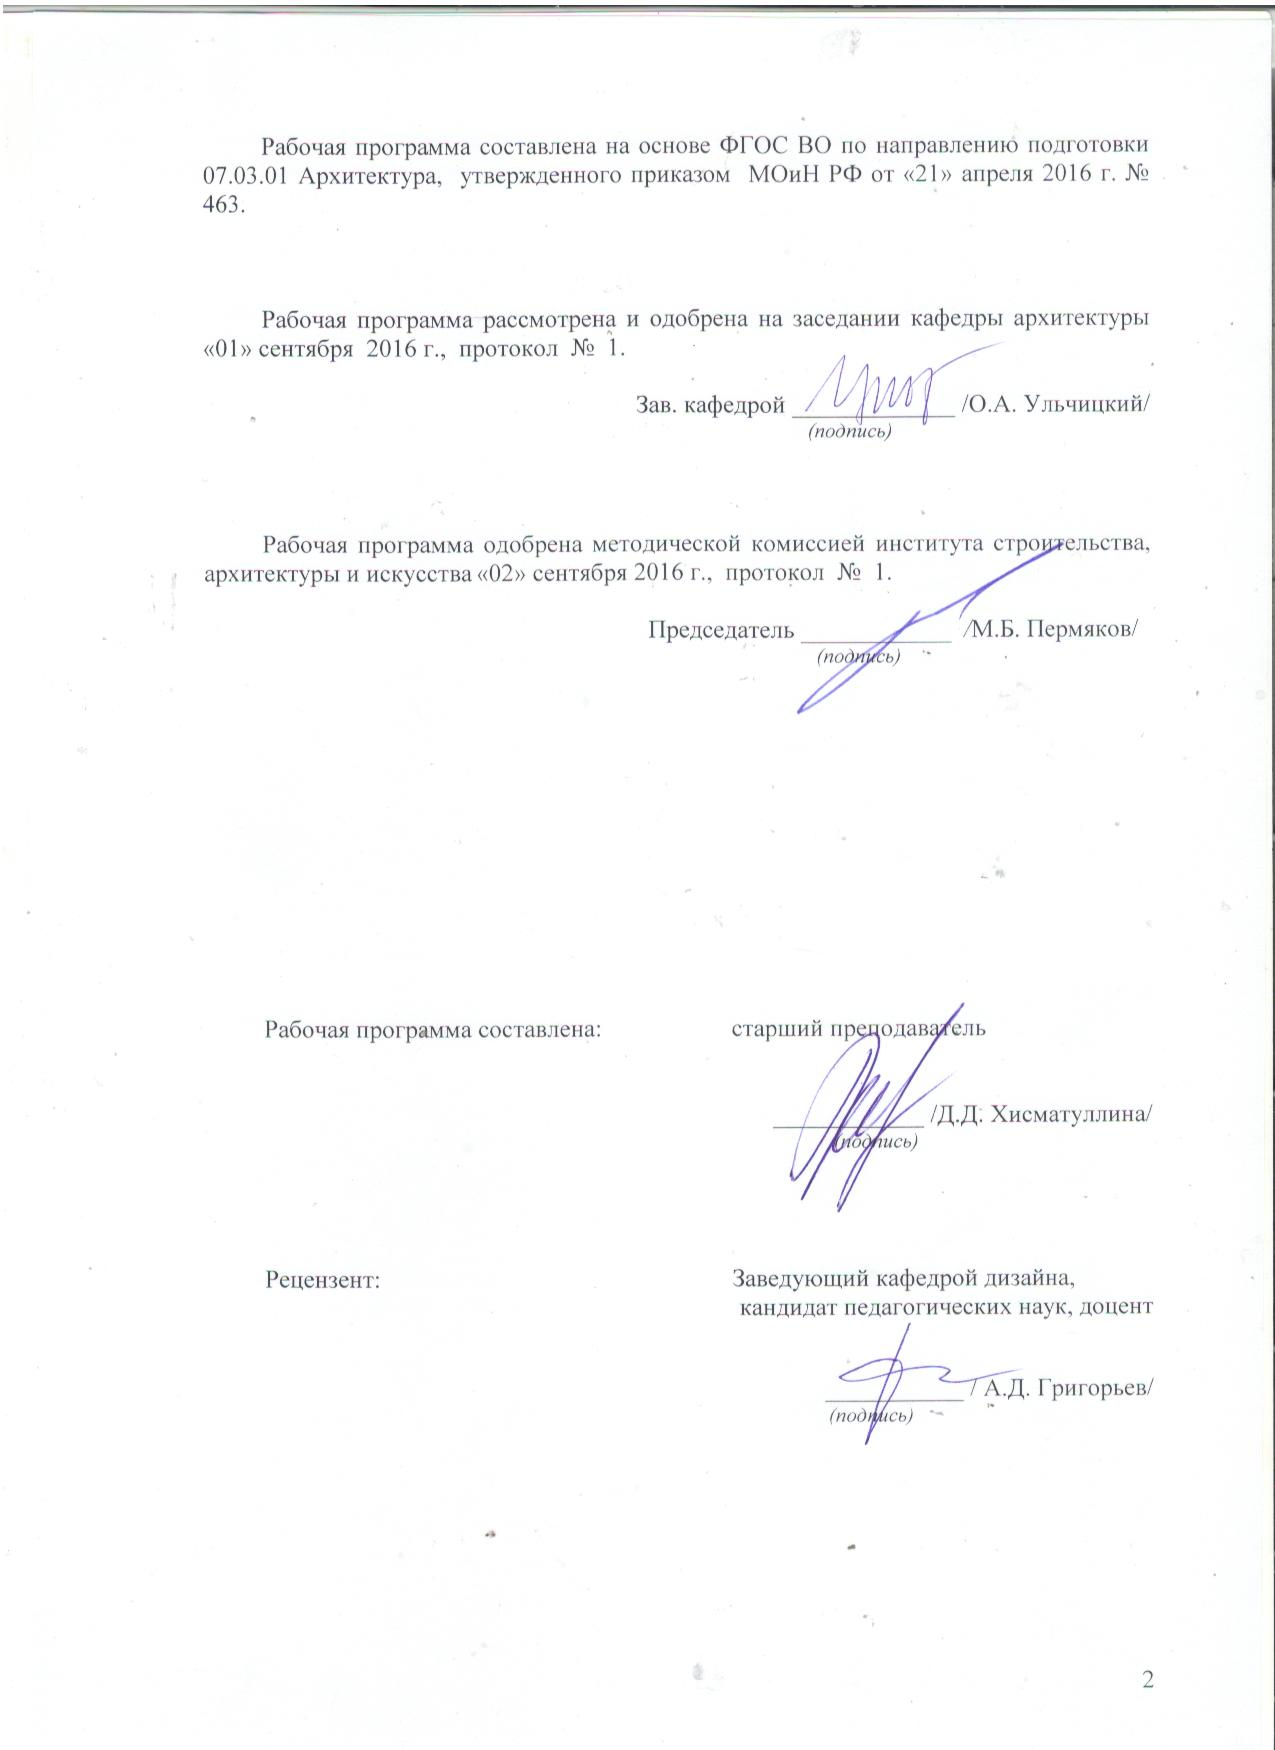 Рабочая программа составлена на основе ФГОС ВО по направлению подготовки
07.03.01 Архитектура, утвержденного приказом МОиН РФ от «21» апреля 2016 г. №
463.
Рабочая программа рассмотрена и одобрена на заседании кафедры архитектуры
«01» сентября 2016 г., протокол № 1.
Зав. кафедрой _____________ /О.А. Ульчицкий/
(подпись)
Рабочая программа одобрена методической комиссией института строительства,
архитектуры и искусства «02» сентября 2016 г., протокол № 1.
Председатель ____________ /М.Б. Пермяков/
(подпись)
Рабочая программа составлена: старший преподаватель
____________ /Д.Д. Хисматуллина/
(подпись)
Рецензент: Заведующий кафедрой дизайна,
кандидат педагогических наук, доцент
___________ / А.Д. Григорьев/
(подпись)
2